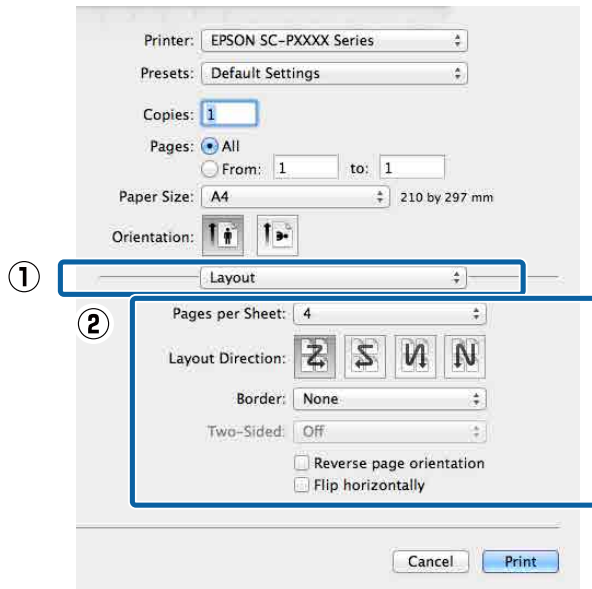 Printer: EPSON SC-PXXXX Series
Presets: Default Settings
Copies: 1
Pages: All
From: 1 to: 1
Paper Size: A4 210 by 297 mm
Orientation:
① Layout
② Pages per Sheet: 4
Layout Direction:
Border: None
Two-Sided: Off
Reverse page orientation
Flip horizontally
Cancel Print